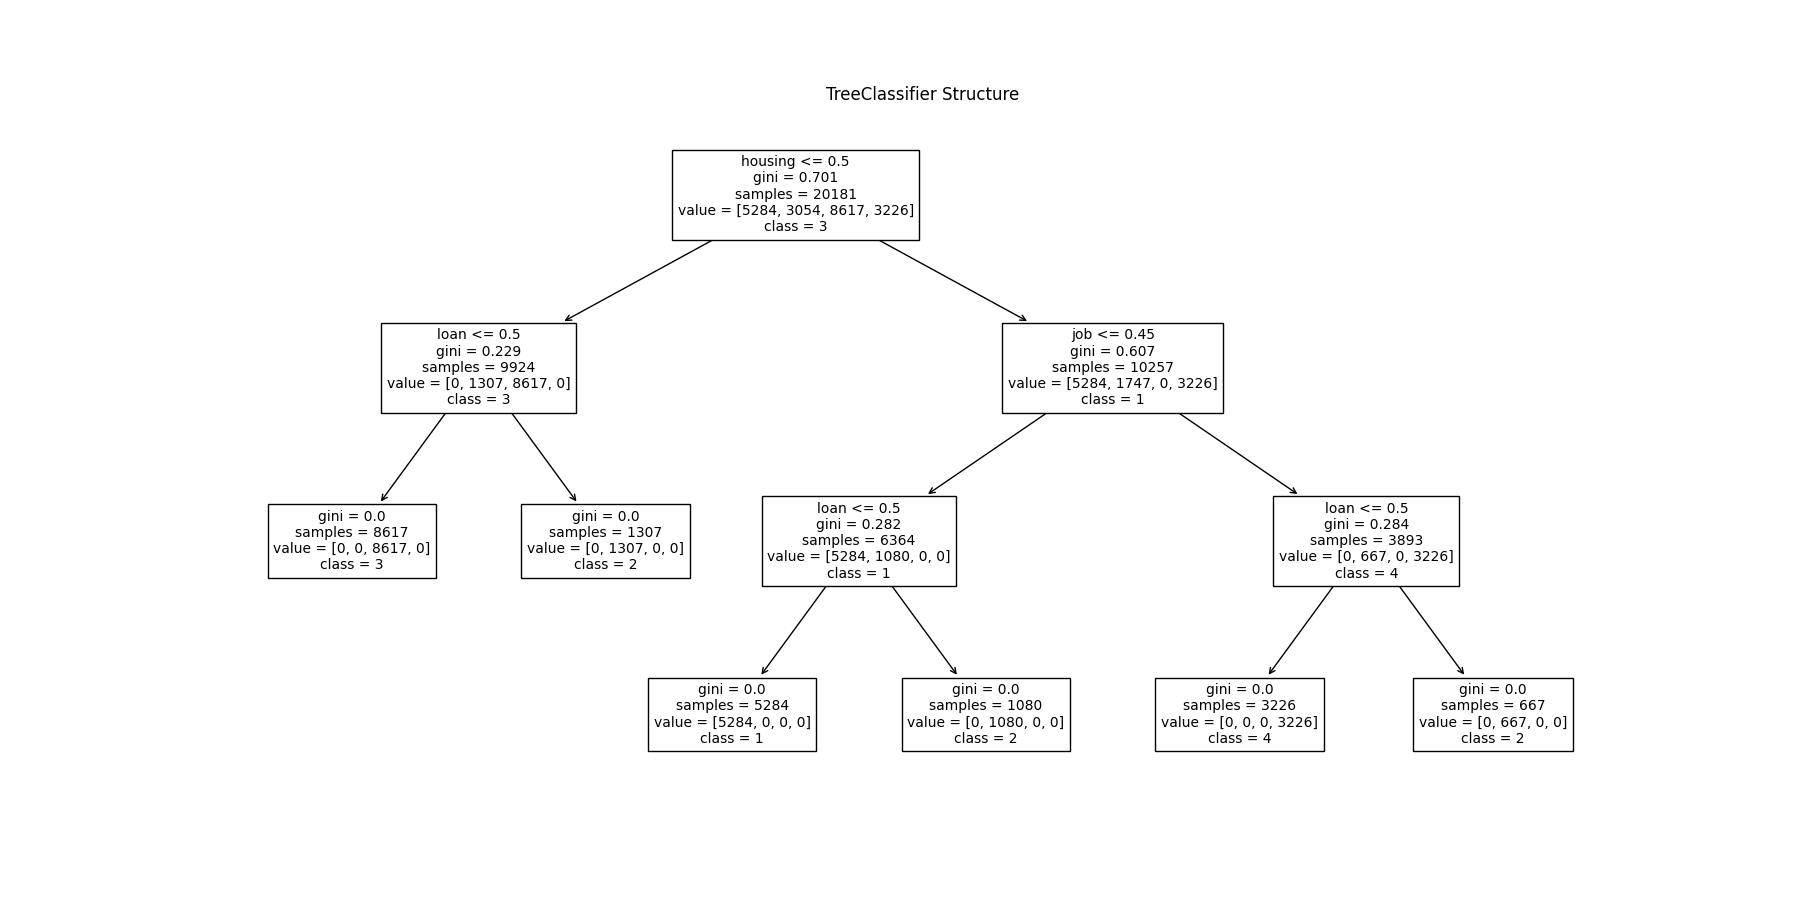 TreeClassifier Structure
housing <= 0.5
gini = 0.701
samples = 20181
value = [5284, 3054, 8617, 3226]
class = 3
loan <= 0.5
gini = 0.229
samples = 9924
value = [0, 1307, 8617, 0]
class = 3
job <= 0.45
gini = 0.607
samples = 10257
value = [5284, 1747, 0, 3226]
class = 1
gini = 0.0
samples = 8617
value = [0, 0, 8617, 0]
class = 3
gini = 0.0
samples = 1307
value = [0, 1307, 0, 0]
class = 2
loan <= 0.5
gini = 0.282
samples = 6364
value = [5284, 1080, 0, 0]
class = 1
loan <= 0.5
gini = 0.284
samples = 3893
value = [0, 667, 0, 3226]
class = 4
gini = 0.0
samples = 5284
value = [5284, 0, 0, 0]
class = 1
gini = 0.0
samples = 1080
value = [0, 1080, 0, 0]
class = 2
gini = 0.0
samples = 3226
value = [0, 0, 0, 3226]
class = 4
gini = 0.0
samples = 667
value = [0, 667, 0, 0]
class = 2